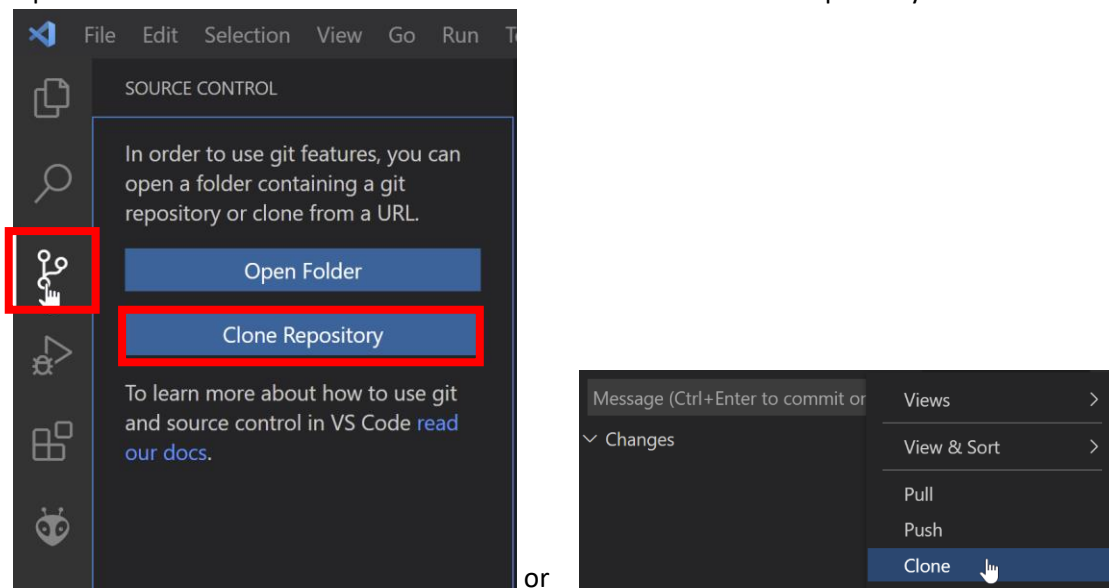 File Edit Selection View Go Run
SOURCE CONTROL
In order to use git features, you can
open a folder containing a git
repository or clone from a URL.
Open Folder
Clone Repository
To learn more about how to use git
and source control in VS Code read
our docs.
or
Message (Ctrl+Enter to commit or
Changes
Views
View & Sort
Pull
Push
Clone